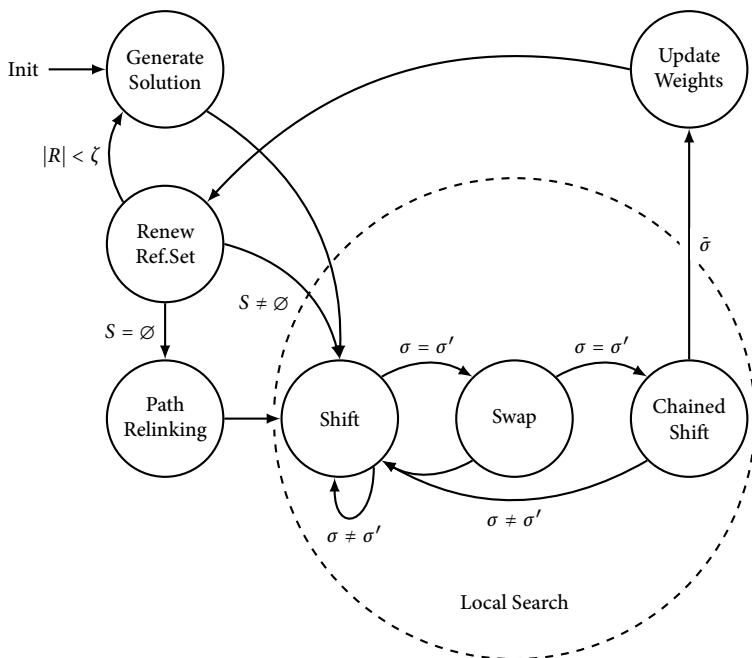 Generate
Solution
Update
Weights
Init
|R| < ζ
Renew
Ref.Set
σ̄
S ≠ ∅
S = ∅
σ = σ′
σ = σ′
Path
Relinking
Shift
Swap
Chained
Shift
σ ≠ σ′
σ ≠ σ′
Local Search